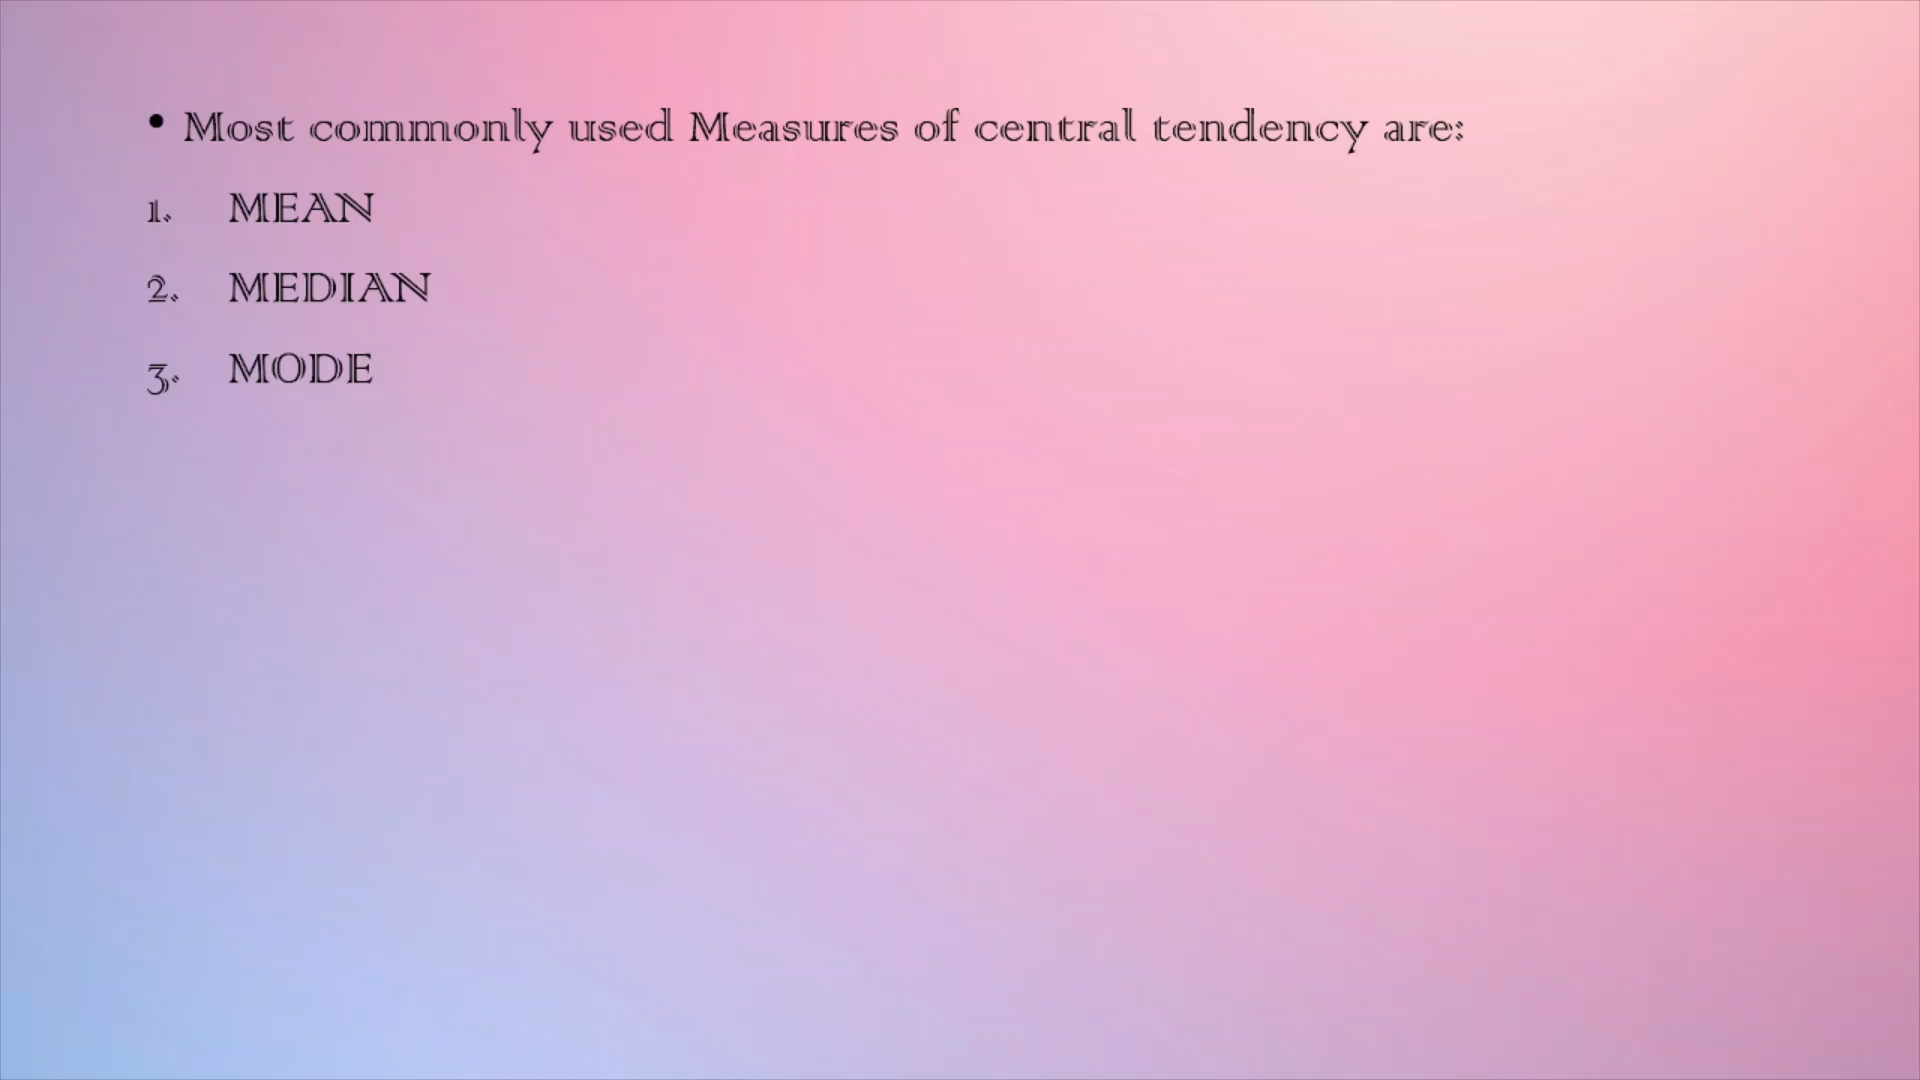 • Most commonly used Measures of central tendency are:
1. MEAN
2. MEDIAN
3. MODE